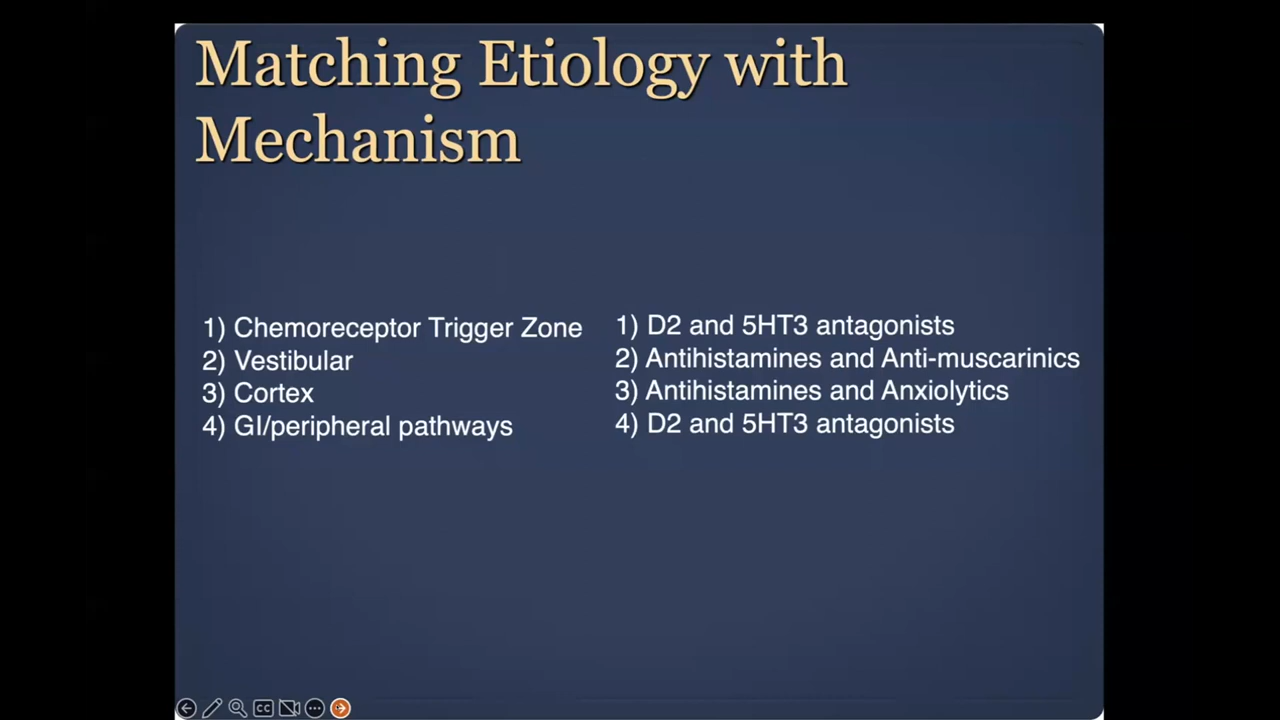 Matching Etiology with
Mechanism
1) Chemoreceptor Trigger Zone
2) Vestibular
3) Cortex
4) GI/peripheral pathways
1) D2 and 5HT3 antagonists
2) Antihistamines and Anti-muscarinics
3) Antihistamines and Anxiolytics
4) D2 and 5HT3 antagonists
CC